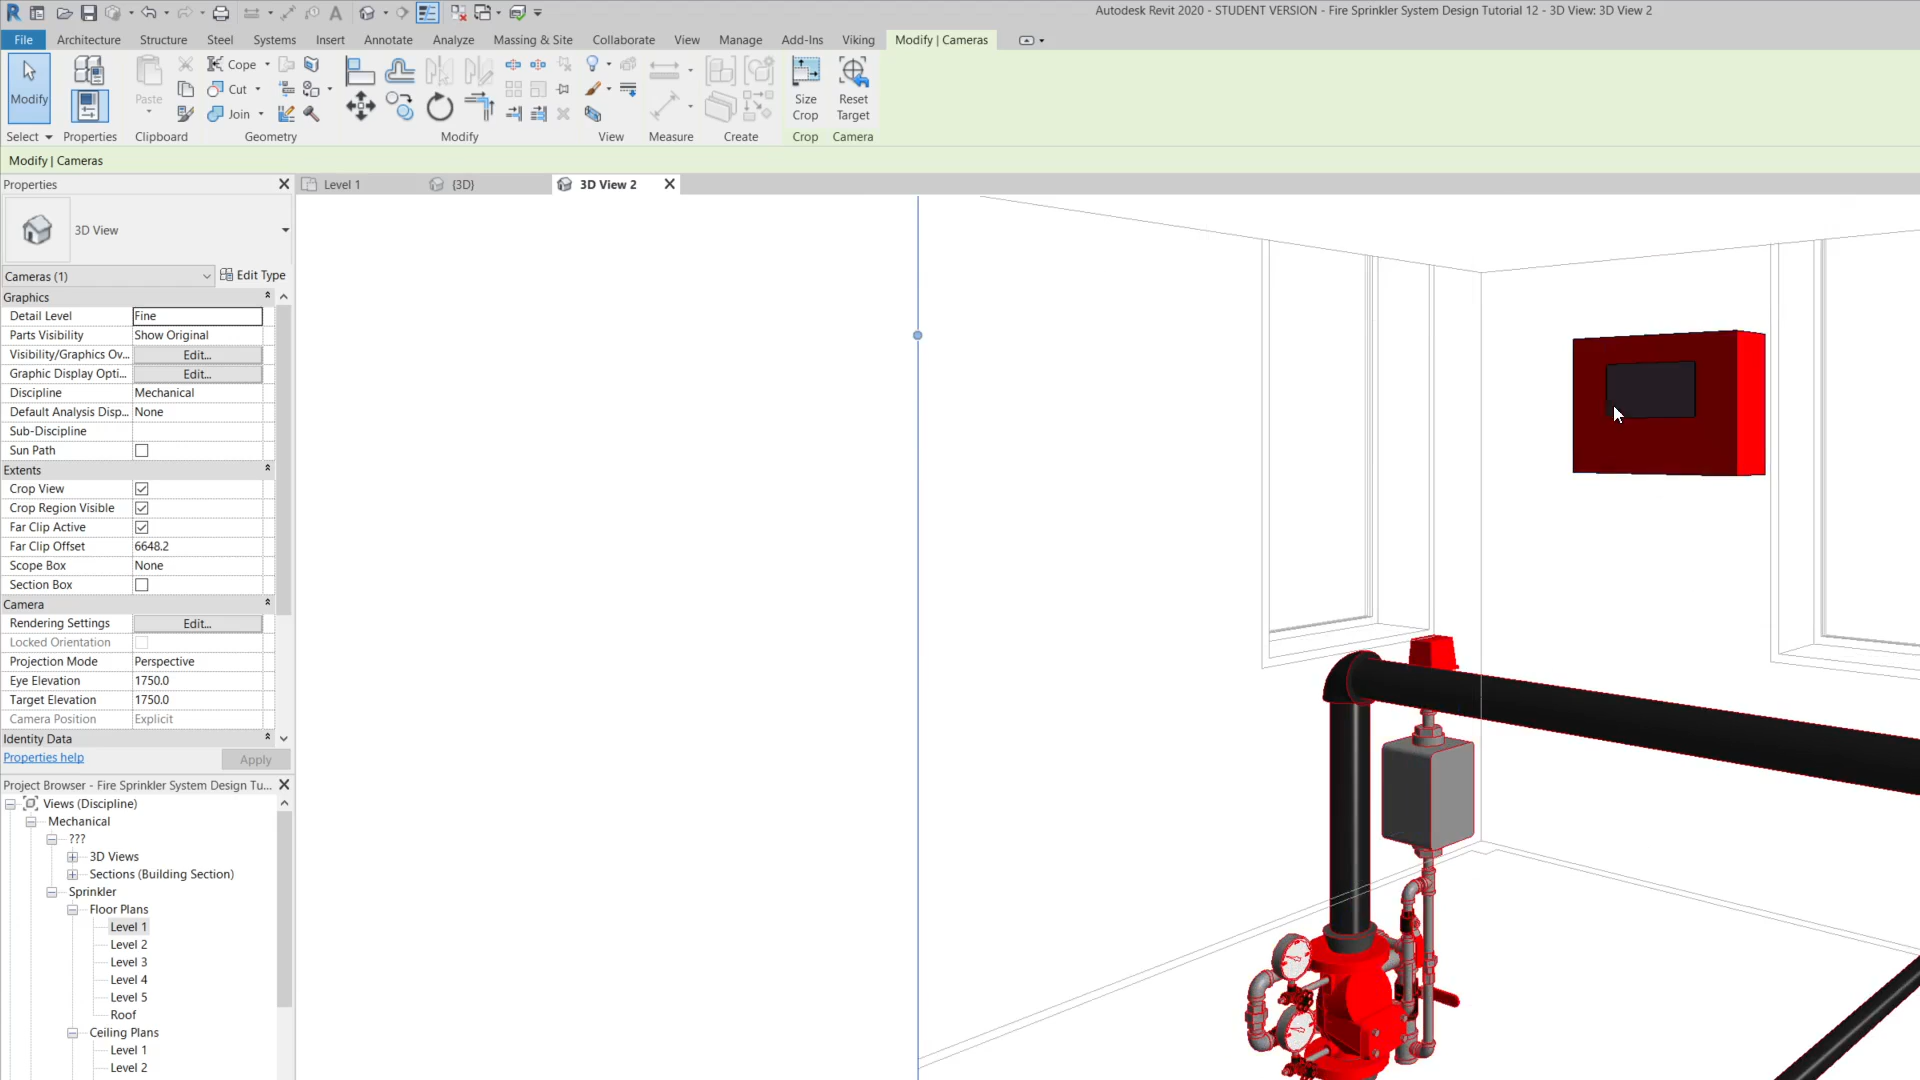 Autodesk Revit 2020 - STUDENT VERSION - Fire Sprinkler System Design Tutorial 12 - 3D View: 3D View 2
File Architecture Structure Steel Systems Insert Annotate Analyze Massing & Site Collaborate View Manage Add-Ins Viking Modify | Cameras
Modify Paste Cope Cut Join Size Crop Reset Target
Select Properties Clipboard Geometry Modify View Measure Create Crop Camera
Modify | Cameras
Properties
Level 1 {3D} 3D View 2
3D View
Cameras (1) Edit Type
Graphics
Detail Level Fine
Parts Visibility Show Original
Visibility/Graphics Ov... Edit...
Graphic Display Opti... Edit...
Discipline Mechanical
Default Analysis Disp... None
Sub-Discipline
Sun Path
Extents
Crop View
Crop Region Visible
Far Clip Active
Far Clip Offset 6648.2
Scope Box None
Section Box
Camera
Rendering Settings Edit...
Locked Orientation
Projection Mode Perspective
Eye Elevation 1750.0
Target Elevation 1750.0
Camera Position Explicit
Identity Data
Properties help Apply
Project Browser - Fire Sprinkler System Design Tu...
Views (Discipline)
Mechanical
???
3D Views
Sections (Building Section)
Sprinkler
Floor Plans
Level 1
Level 2
Level 3
Level 4
Level 5
Roof
Ceiling Plans
Level 1
Level 2